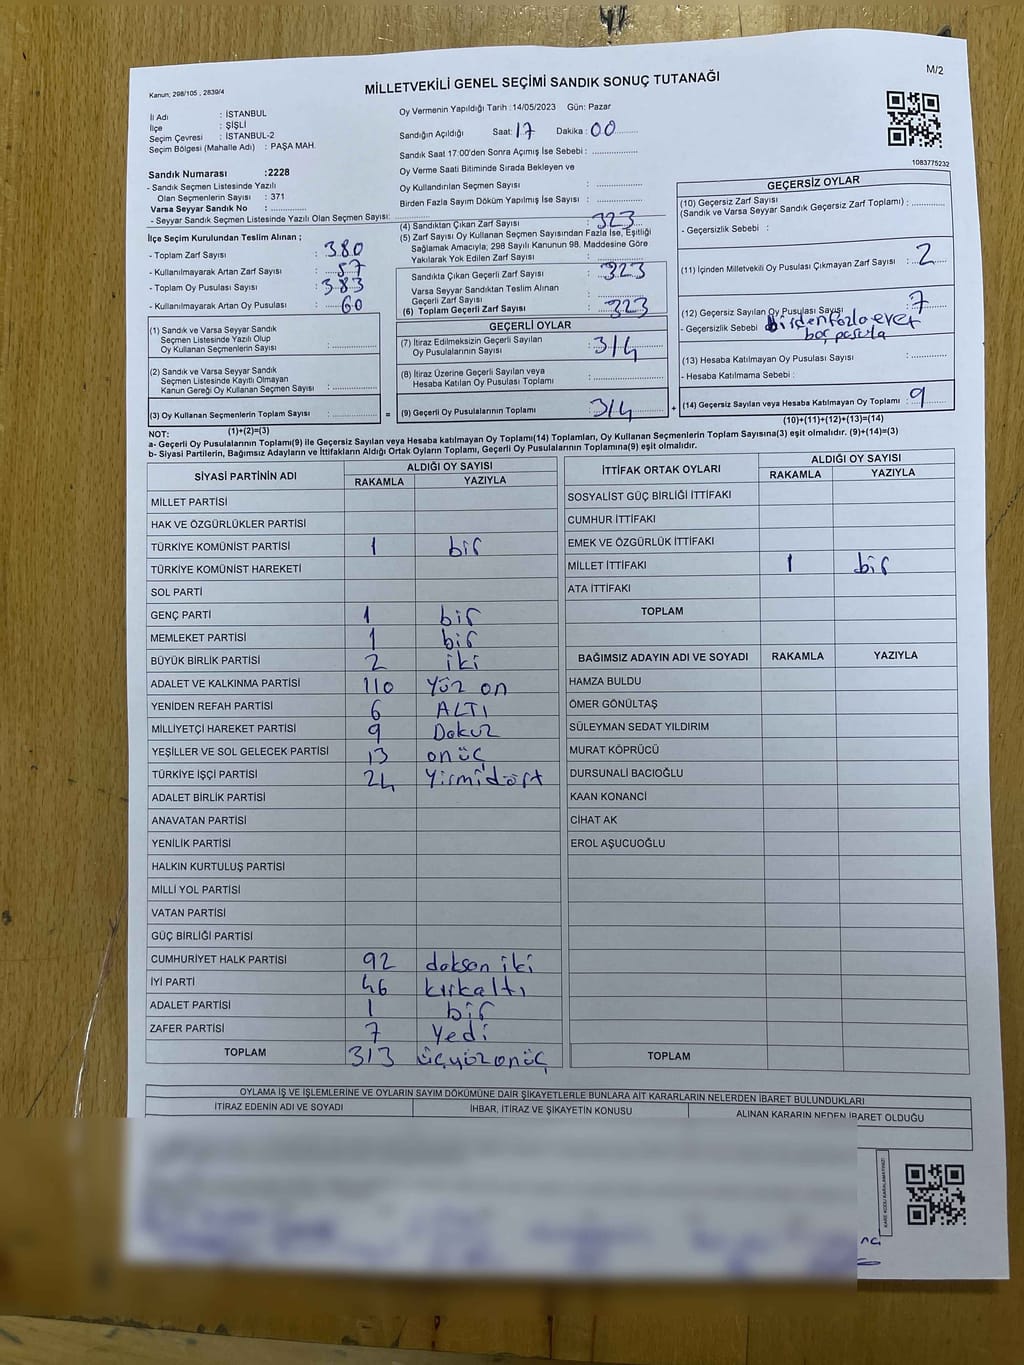 Kanun, 298/105 , 2839/4
MİLLETVEKİLİ GENEL SEÇİMİ SANDIK SONUÇ TUTANAĞI
M/2
İl Adı : İSTANBUL
İlçe : ŞİŞLİ
Seçim Çevresi : İSTANBUL-2
Seçim Bölgesi (Mahalle Adı) : PAŞA MAH.
Oy Vermenin Yapıldığı Tarih :14/05/2023 Gün: Pazar
Sandığın Açıldığı Saat: 17 Dakika : 00
Sandık Saat 17:00'den Sonra Açımış İse Sebebi :
Oy Verme Saati Bitiminde Sırada Bekleyen ve
Oy Kullandırılan Seçmen Sayısı :
Birden Fazla Sayım Döküm Yapılmış İse Sayısı :
1083775232
Sandık Numarası :2228
- Sandık Seçmen Listesinde Yazılı
Olan Seçmenlerin Sayısı : 371
Varsa Seyyar Sandık No :
- Seyyar Sandık Seçmen Listesinde Yazılı Olan Seçmen Sayısı:
İlçe Seçim Kurulundan Teslim Alınan ;
- Toplam Zarf Sayısı : 380
- Kullanılmayarak Artan Zarf Sayısı : 57
- Toplam Oy Pusulası Sayısı : 383
- Kullanılmayarak Artan Oy Pusulası : 60
(1) Sandık ve Varsa Seyyar Sandık
Seçmen Listesinde Yazılı Olup
Oy Kullanan Seçmenlerin Sayısı :
(2) Sandık ve Varsa Seyyar Sandık
Seçmen Listesinde Kayıtlı Olmayan
Kanun Gereği Oy Kullanan Seçmen Sayısı :
(3) Oy Kullanan Seçmenlerin Toplam Sayısı : =
(1)+(2)=(3)
(4) Sandıktan Çıkan Zarf Sayısı : 323
(5) Zarf Sayısı Oy Kullanan Seçmen Sayısından Fazla İse, Eşitliği
Sağlamak Amacıyla; 298 Sayılı Kanunun 98. Maddesine Göre
Yakılarak Yok Edilen Zarf Sayısı :
Sandıkta Çıkan Geçerli Zarf Sayısı : 323
Varsa Seyyar Sandıktan Teslim Alınan
Geçerli Zarf Sayısı :
(6) Toplam Geçerli Zarf Sayısı : 323
GEÇERLİ OYLAR
(7) İtiraz Edilmeksizin Geçerli Sayılan
Oy Pusulalarının Sayısı : 314
(8) İtiraz Üzerine Geçerli Sayılan veya
Hesaba Katılan Oy Pusulası Toplamı :
(9) Geçerli Oy Pusulalarının Toplamı : 314 +
GEÇERSİZ OYLAR
(10) Geçersiz Zarf Sayısı
(Sandık ve Varsa Seyyar Sandık Geçersiz Zarf Toplamı) :
- Geçersizlik Sebebi :
(11) İçinden Milletvekili Oy Pusulası Çıkmayan Zarf Sayısı : 2
(12) Geçersiz Sayılan Oy Pusulası Sayısı : 7
- Geçersizlik Sebebi : Birden fazla evet
boş pusula
(13) Hesaba Katılmayan Oy Pusulası Sayısı :
- Hesaba Katılmama Sebebi :
(14) Geçersiz Sayılan veya Hesaba Katılmayan Oy Toplamı : 9
(10)+(11)+(12)+(13)=(14)
NOT:
a- Geçerli Oy Pusulalarının Toplamı(9) ile Geçersiz Sayılan veya Hesaba katılmayan Oy Toplamı(14) Toplamları, Oy Kullanan Seçmenlerin Toplam Sayısına(3) eşit olmalıdır. (9)+(14)=(3)
b- Siyasi Partilerin, Bağımsız Adayların ve İttifakların Aldığı Ortak Oyların Toplamı, Geçerli Oy Pusulalarının Toplamına(9) eşit olmalıdır.
SİYASİ PARTİNİN ADI ALDIĞI OY SAYISI
RAKAMLA YAZIYLA
MİLLET PARTİSİ
HAK VE ÖZGÜRLÜKLER PARTİSİ
TÜRKİYE KOMÜNİST PARTİSİ 1 bir
TÜRKİYE KOMÜNİST HAREKETİ
SOL PARTİ
GENÇ PARTİ 1 bir
MEMLEKET PARTİSİ 1 bir
BÜYÜK BİRLİK PARTİSİ 2 iki
ADALET VE KALKINMA PARTİSİ 110 Yüz on
YENİDEN REFAH PARTİSİ 6 ALTI
MİLLİYETÇİ HAREKET PARTİSİ 9 Dokuz
YEŞİLLER VE SOL GELECEK PARTİSİ 13 onüç
TÜRKİYE İŞÇİ PARTİSİ 24 Yirmidört
ADALET BİRLİK PARTİSİ
ANAVATAN PARTİSİ
YENİLİK PARTİSİ
HALKIN KURTULUŞ PARTİSİ
MİLLİ YOL PARTİSİ
VATAN PARTİSİ
GÜÇ BİRLİĞİ PARTİSİ
CUMHURİYET HALK PARTİSİ 92 doksan iki
İYİ PARTİ 46 kırkaltı
ADALET PARTİSİ 1 bir
ZAFER PARTİSİ 7 Yedi
TOPLAM 313 üçyüzonüç
İTTİFAK ORTAK OYLARI ALDIĞI OY SAYISI
RAKAMLA YAZIYLA
SOSYALİST GÜÇ BİRLİĞİ İTTİFAKI
CUMHUR İTTİFAKI
EMEK VE ÖZGÜRLÜK İTTİFAKI
MİLLET İTTİFAKI 1 bir
ATA İTTİFAKI
TOPLAM
BAĞIMSIZ ADAYIN ADI VE SOYADI RAKAMLA YAZIYLA
HAMZA BULDU
ÖMER GÖNÜLTAŞ
SÜLEYMAN SEDAT YILDIRIM
MURAT KÖPRÜCÜ
DURSUNALİ BACIOĞLU
KAAN KONANCİ
CİHAT AK
EROL AŞUCUOĞLU
TOPLAM
OYLAMA İŞ VE İŞLEMLERİNE VE OYLARIN SAYIM DÖKÜMÜNE DAİR ŞİKAYETLERLE BUNLARA AİT KARARLARIN NELERDEN İBARET BULUNDUKLARI
İTİRAZ EDENİN ADI VE SOYADI İHBAR, İTİRAZ VE ŞİKAYETİN KONUSU ALINAN KARARIN NEDEN İBARET OLDUĞU
KARE KODU KARALAMAYINIZ!